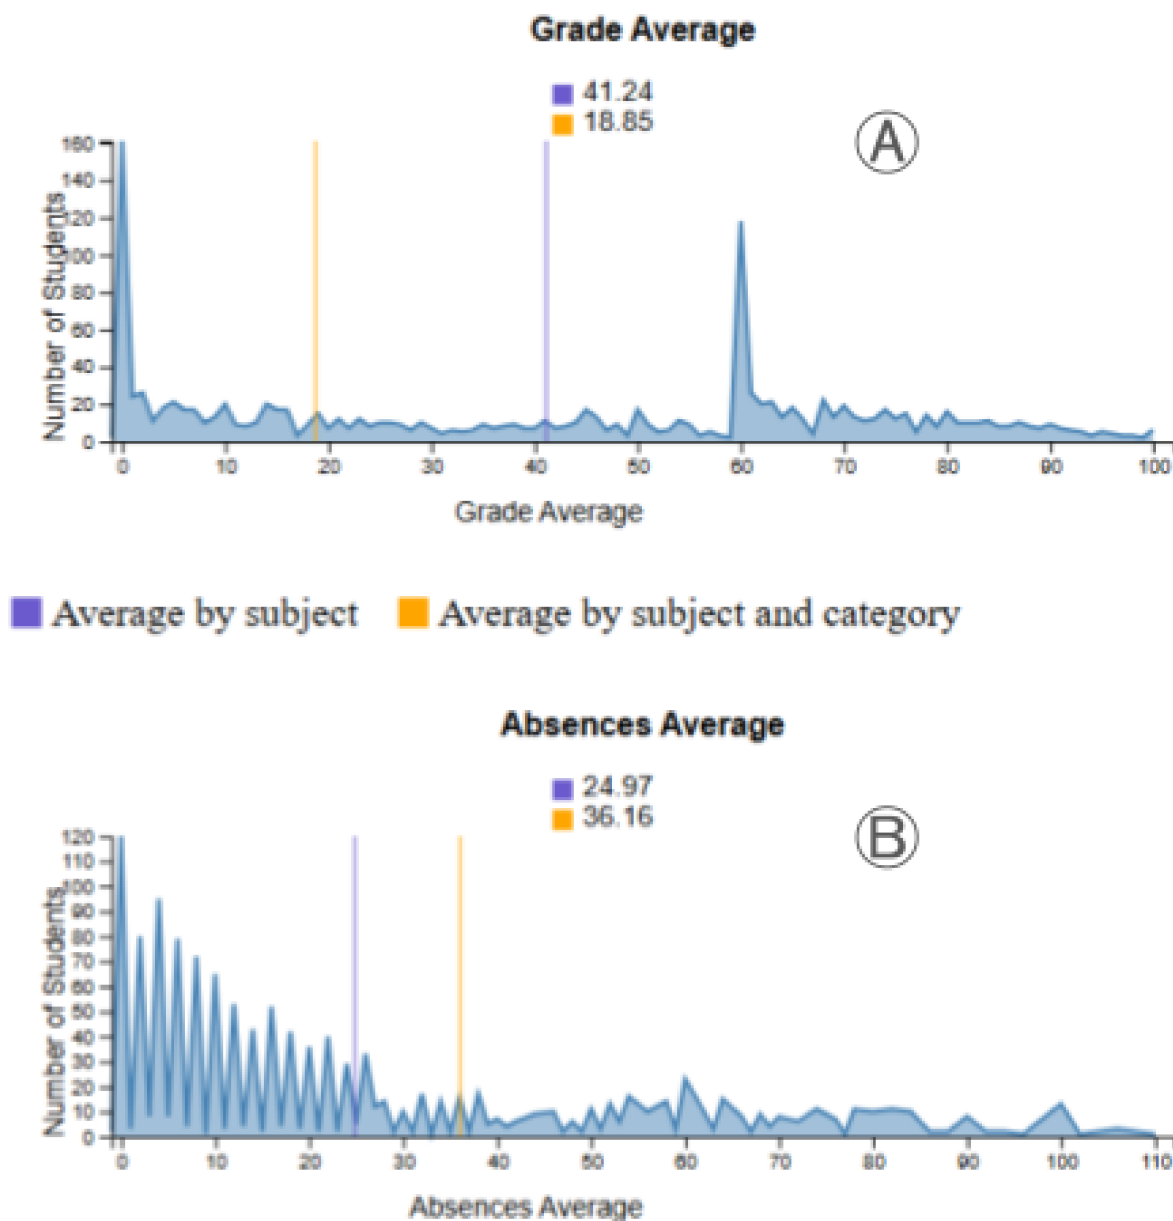 Grade Average
41.24
18.85
A
160
140
120
100
80
60
40
20
0
Number of Students
0 10 20 30 40 50 60 70 80 90 100
Grade Average
Average by subject Average by subject and category
Absences Average
24.97
36.16
B
120
110
100
90
80
70
60
50
40
30
20
10
0
Number of Students
0 10 20 30 40 50 60 70 80 90 100 110
Absences Average